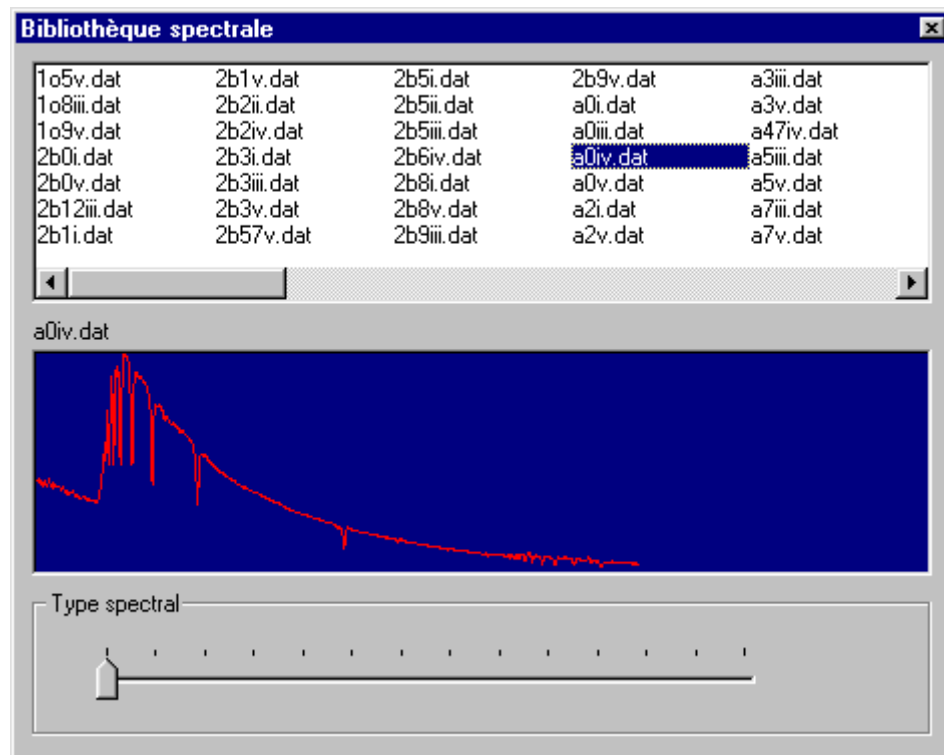 Bibliothèque spectrale
1o5v.dat 2b1v.dat 2b5i.dat 2b9v.dat a3iii.dat
1o8iii.dat 2b2ii.dat 2b5ii.dat a0i.dat a3v.dat
1o9v.dat 2b2iv.dat 2b5iii.dat a0iii.dat a47iv.dat
2b0i.dat 2b3i.dat 2b6iv.dat a0iv.dat a5iii.dat
2b0v.dat 2b3iii.dat 2b8i.dat a0v.dat a5v.dat
2b12iii.dat 2b3v.dat 2b8v.dat a2i.dat a7iii.dat
2b1i.dat 2b57v.dat 2b9iii.dat a2v.dat a7v.dat
a0iv.dat
Type spectral